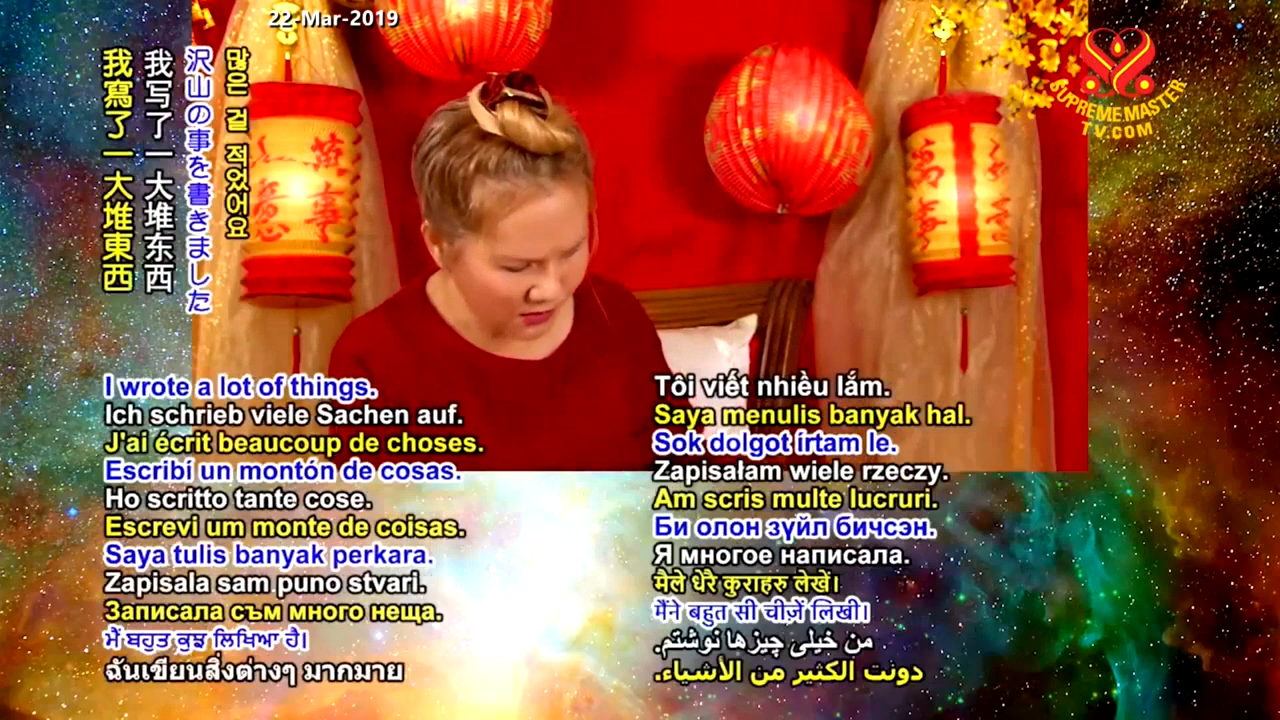 22-Mar-2019
SUPREME MASTER
TV.COM
많은 걸 적었어요
沢山の事を書きました
我写了一大堆东西
我寫了一大堆東西
I wrote a lot of things.
Ich schrieb viele Sachen auf.
J'ai écrit beaucoup de choses.
Escribí un montón de cosas.
Ho scritto tante cose.
Escrevi um monte de coisas.
Saya tulis banyak perkara.
Zapisala sam puno stvari.
Записала съм много неща.
ਮੈਂ ਬਹੁਤ ਕੁਝ ਲਿਖਿਆ ਹੈ।
ฉันเขียนสิ่งต่างๆ มากมาย
Tôi viết nhiều lắm.
Saya menulis banyak hal.
Sok dolgot írtam le.
Zapisałam wiele rzeczy.
Am scris multe lucruri.
Би олон зүйл бичсэн.
Я многое написала.
मैले धेरै कुराहरु लेखें।
मैंने बहुत सी चीज़ें लिखी।
من خیلی چیزها نوشتم.
دونت الكثير من الأشياء.